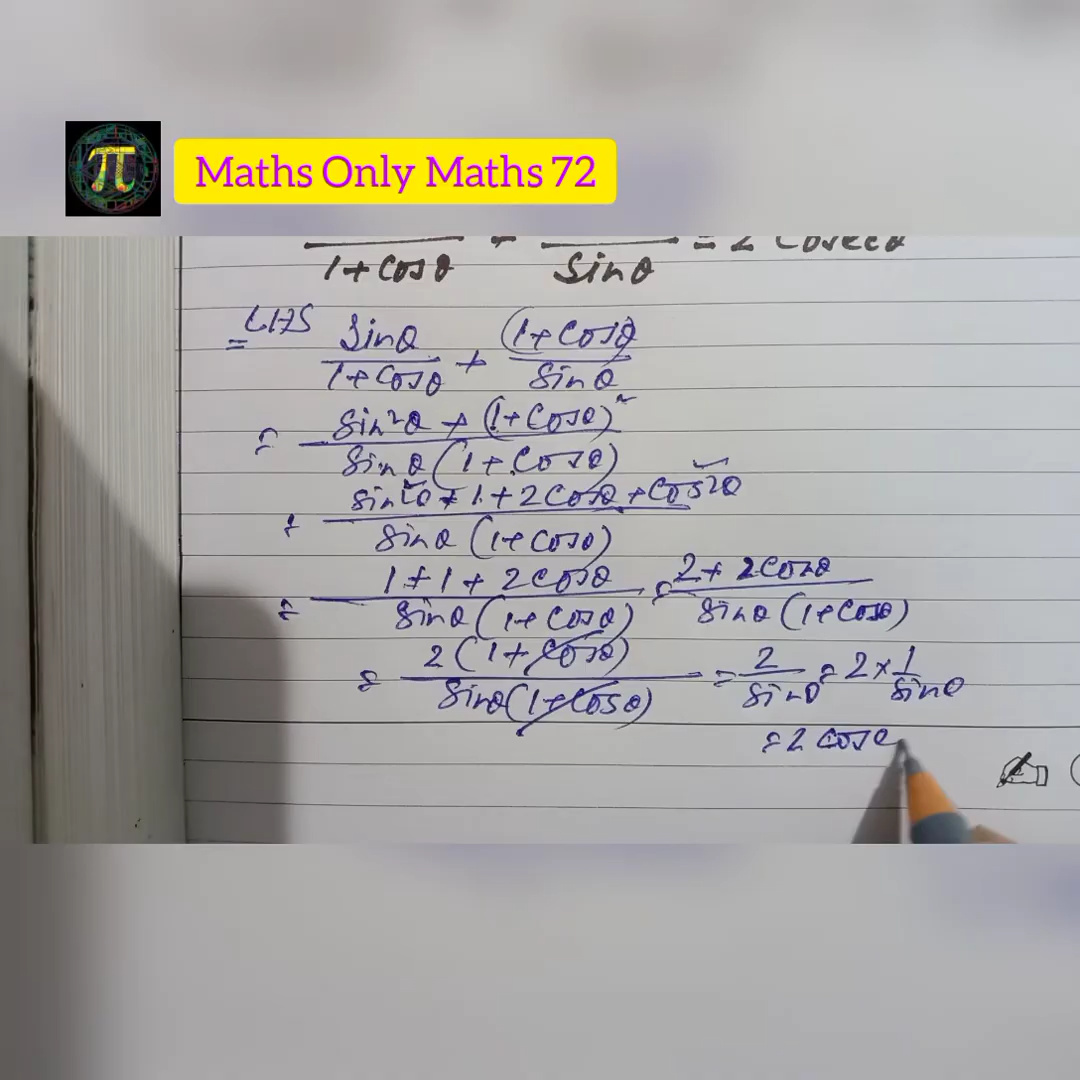 Maths Only Maths 72
1+cosθ + Sinθ = 2 Cosecθ
LHS
= Sinθ/1+Cosθ + (1+Cosθ)/Sinθ
= Sin²θ + (1+Cosθ)²/Sinθ(1+Cosθ)
= Sin²θ + 1 + 2Cosθ + Cos²θ/Sinθ(1+Cosθ)
= 1 + 1 + 2Cosθ/Sinθ(1+Cosθ) = 2 + 2Cosθ/Sinθ(1+Cosθ)
= 2(1+Cosθ)/Sinθ(1+Cosθ) = 2/Sinθ = 2×1/Sinθ
= 2 Cose